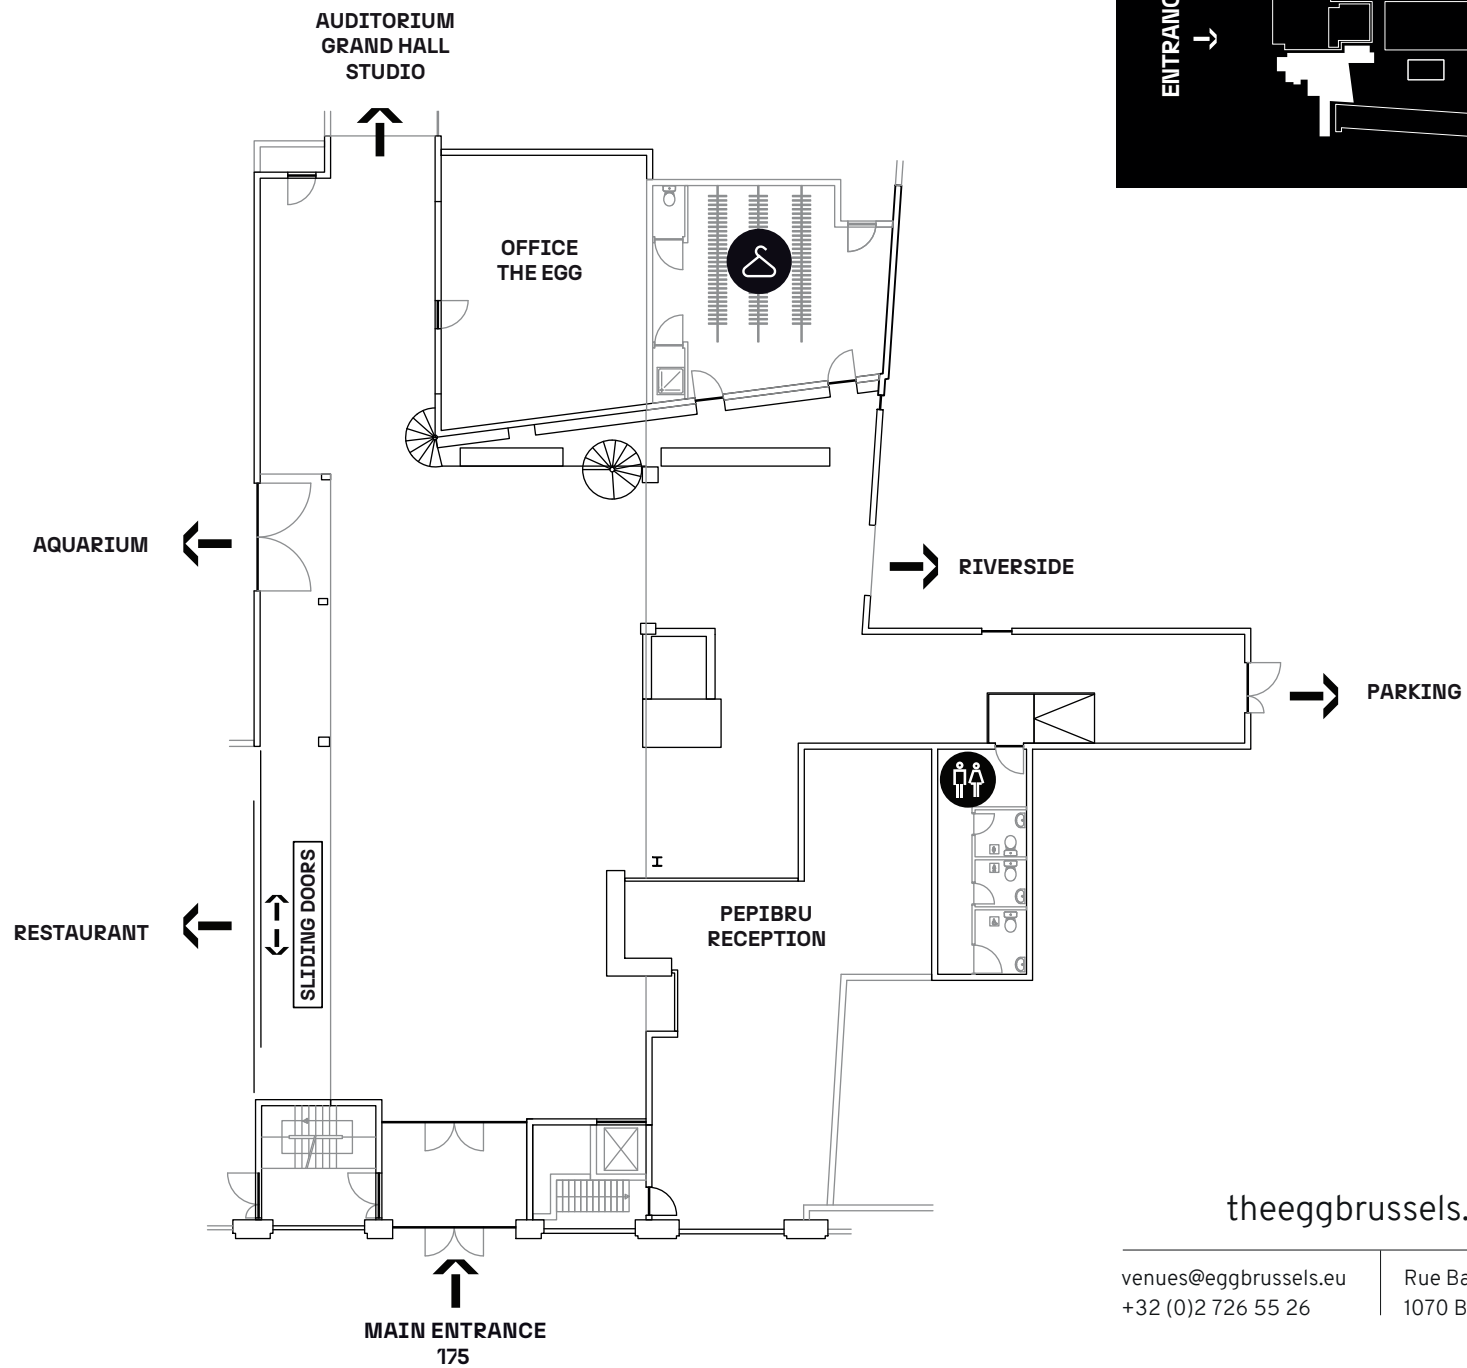 AUDITORIUM
GRAND HALL
STUDIO
OFFICE
THE EGG
AQUARIUM
RIVERSIDE
PARKING
SLIDING DOORS
RESTAURANT
PEPIBRU
RECEPTION
MAIN ENTRANCE
175
theeggbrussels.
venues@eggbrussels.eu
+32 (0)2 726 55 26